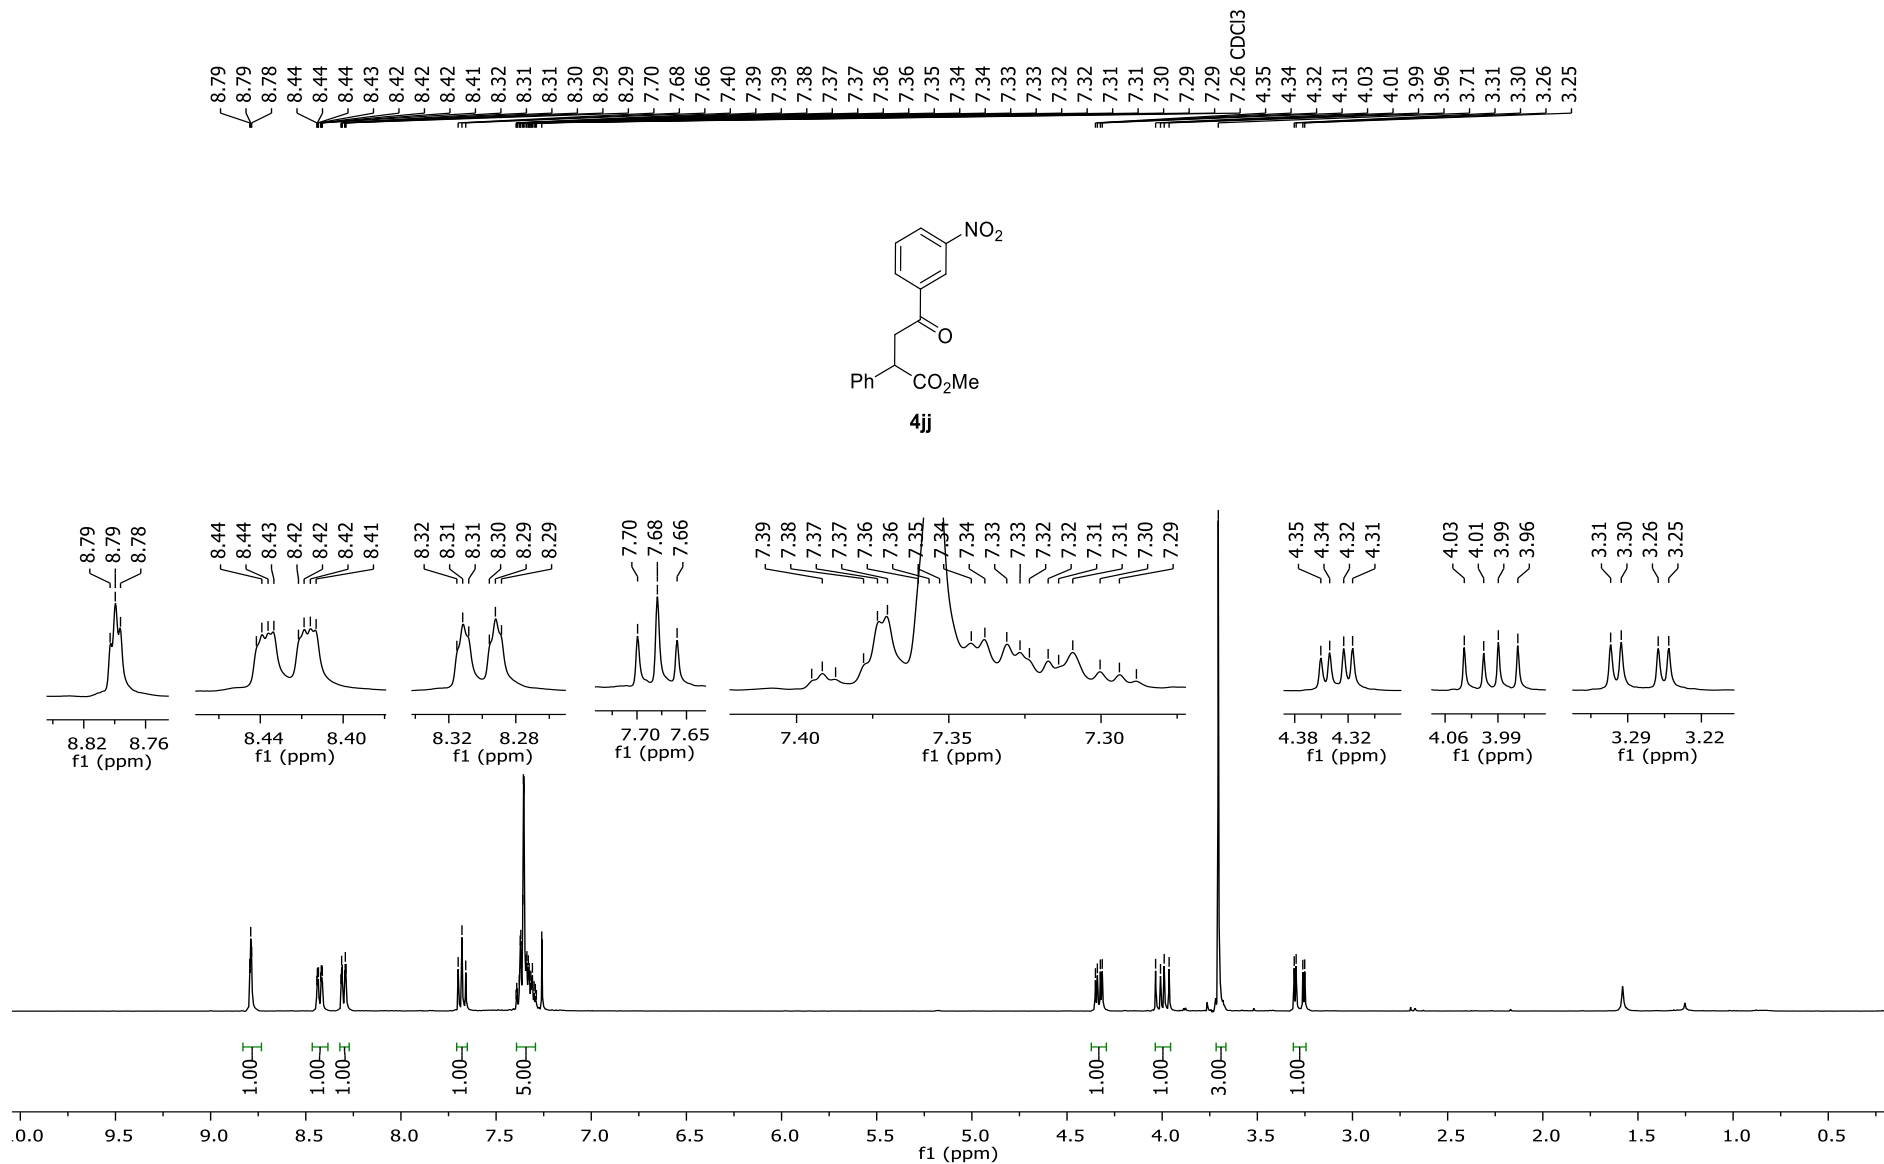 8.79 8.79 8.78 8.44 8.44 8.44 8.43 8.42 8.42 8.42 8.41 8.32 8.31 8.31 8.30 8.29 8.29 7.70 7.68 7.66 7.40 7.39 7.39 7.38 7.37 7.37 7.36 7.36 7.35 7.34 7.34 7.33 7.33 7.32 7.32 7.31 7.31 7.30 7.29 7.29 7.26 CDCl3 4.35 4.34 4.32 4.31 4.03 4.01 3.99 3.96 3.71 3.31 3.30 3.26 3.25
NO2
O
Ph CO2Me
4jj
8.79 8.79 8.78 8.44 8.44 8.43 8.42 8.42 8.42 8.41 8.32 8.31 8.31 8.30 8.29 8.29 7.70 7.68 7.66 7.39 7.38 7.37 7.37 7.36 7.36 7.35 7.34 7.34 7.33 7.33 7.32 7.32 7.31 7.31 7.30 7.29 4.35 4.34 4.32 4.31 4.03 4.01 3.99 3.96 3.31 3.30 3.26 3.25
8.82 8.76 8.44 8.40 8.32 8.28 7.70 7.65 7.40 7.35 7.30 4.38 4.32 4.06 3.99 3.29 3.22
f1 (ppm) f1 (ppm) f1 (ppm) f1 (ppm) f1 (ppm) f1 (ppm) f1 (ppm) f1 (ppm)
1.00 1.00 1.00 1.00 5.00 1.00 1.00 3.00 1.00
.0.0 9.5 9.0 8.5 8.0 7.5 7.0 6.5 6.0 5.5 5.0 4.5 4.0 3.5 3.0 2.5 2.0 1.5 1.0 0.5
f1 (ppm)